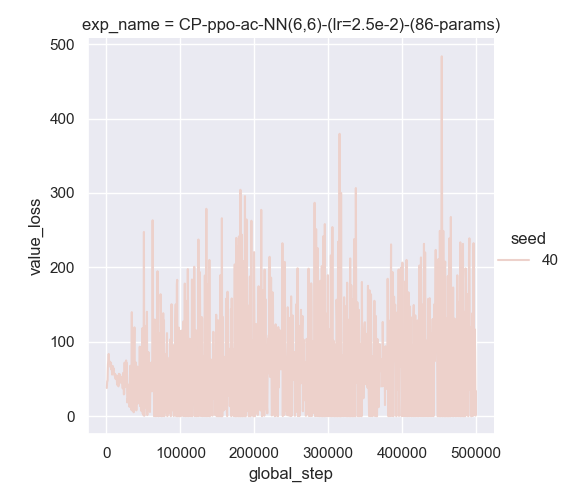 exp_name = CP-ppo-ac-NN(6,6)-(lr=2.5e-2)-(86-params)
500
400
300
200
100
0
value_loss
0 100000 200000 300000 400000 500000
global_step
seed
40